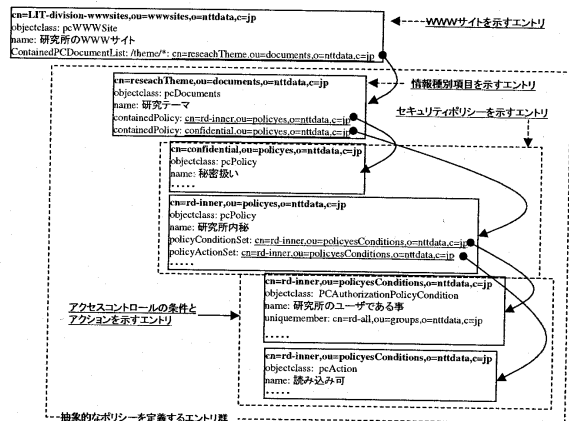 cn=LIT-division-wwwsites,ou=wwwsites,o=nttdata,c=jp
objectclass: pcWWWSite
name: 研究所のWWWサイト
ContainedPCDocumentList: /theme/*: cn=reseachTheme,ou=documents,o=nttdata,c=jp
WWWサイトを示すエントリ
cn=reseachTheme,ou=documents,o=nttdata,c=jp
objectclass: pcDocuments
name: 研究テーマ
containedPolicy: cn=rd-inner,ou=policyes,o=nttdata,c=jp
containedPolicy: confidential,ou=policyes,o=nttdata,c=jp
情報種別項目を示すエントリ
セキュリティポリシーを示すエントリ
cn=confidential,ou=policyes,o=nttdata,c=jp
objectclass: pcPolicy
name: 秘密扱い
.....
cn=rd-inner,ou=policyes,o=nttdata,c=jp
objectclass: pcPolicy
name: 研究所内秘
policyConditionSet: cn=rd-inner,ou=policyesConditions,o=nttdata,c=jp
policyActionSet: cn=rd-inner,ou=policyesConditions,o=nttdata,c=jp
.....
cn=rd-inner,ou=policyesConditions,o=nttdata,c=jp
objectclass: PCAuthorizationPolicyCondition
name: 研究所のユーザである事
uniquemember: cn=rd-all,ou=groups,o=nttdata,c=jp
.....
アクセスコントロールの条件と
アクションを示すエントリ
cn=rd-inner,ou=policyesConditions,o=nttdata,c=jp
objectclass: pcAction
name: 読み込み可
.....
抽象的なポリシーを定義するエントリ群